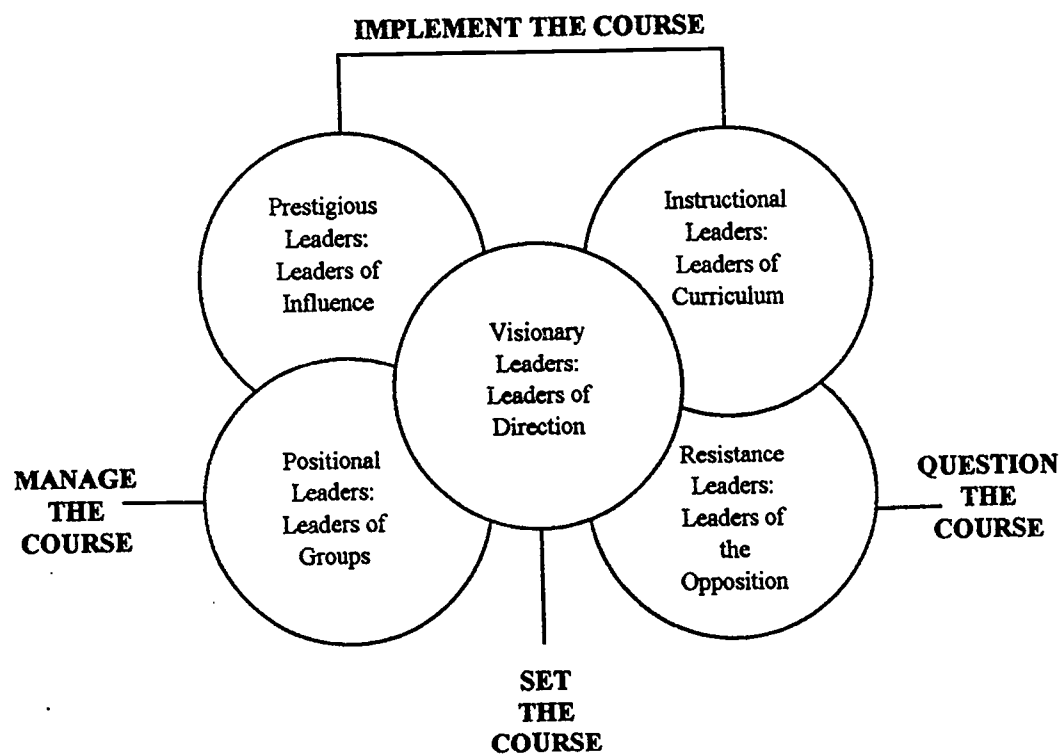 IMPLEMENT THE COURSE
Prestigious
Leaders:
Leaders of
Influence
Instructional
Leaders:
Leaders of
Curriculum
Visionary
Leaders:
Leaders of
Direction
MANAGE
THE
COURSE
Positional
Leaders:
Leaders of
Groups
Resistance
Leaders:
Leaders of
the
Opposition
QUESTION
THE
COURSE
SET
THE
COURSE